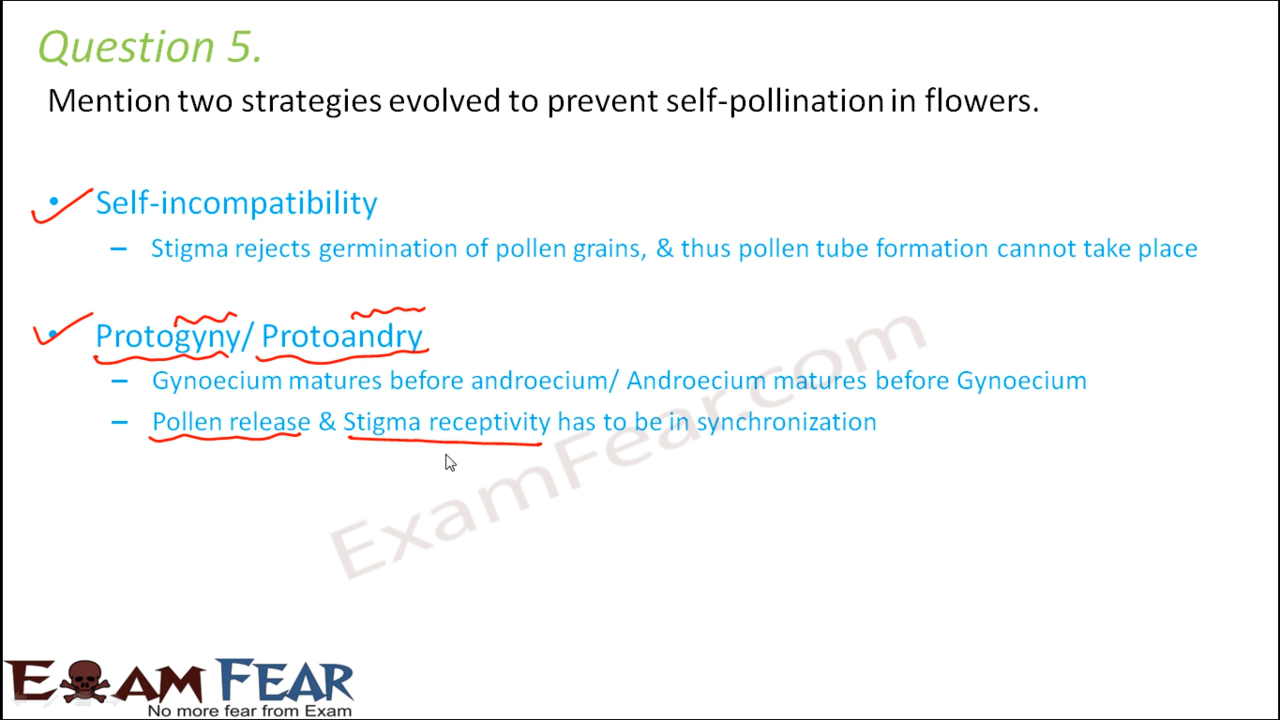 Question 5.
Mention two strategies evolved to prevent self-pollination in flowers.
• Self-incompatibility
– Stigma rejects germination of pollen grains, & thus pollen tube formation cannot take place
• Protogyny/ Protoandry
– Gynoecium matures before androecium/ Androecium matures before Gynoecium
– Pollen release & Stigma receptivity has to be in synchronization
ExamFear.com
EXAM FEAR
No more fear from Exam